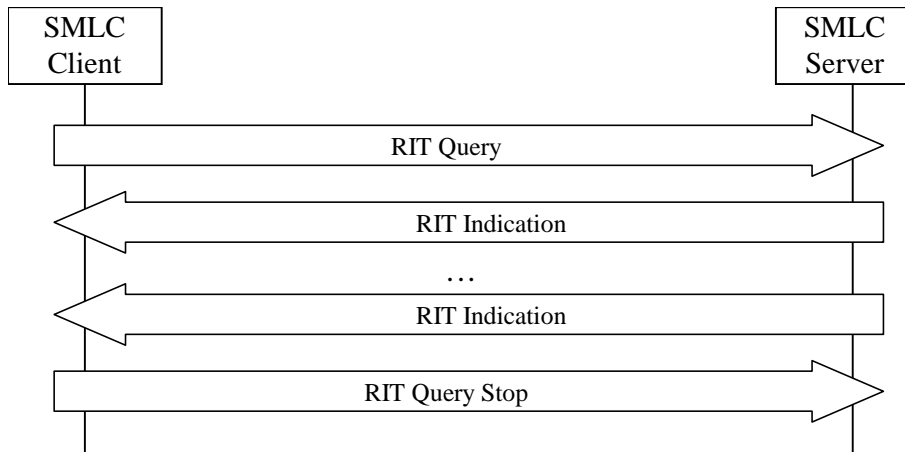 SMLC
Client
SMLC
Server
RIT Query
RIT Indication
…
RIT Indication
RIT Query Stop